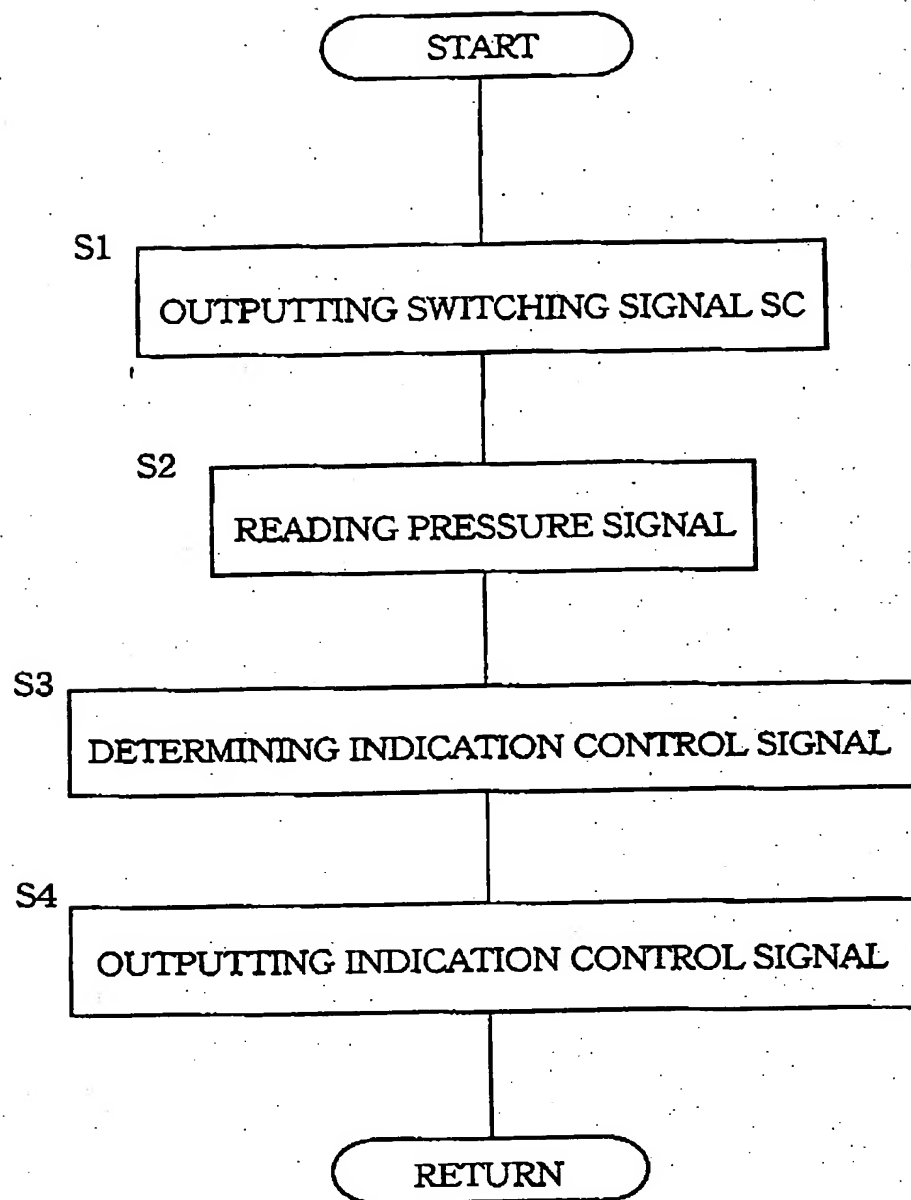 START
S1
OUTPUTTING SWITCHING SIGNAL SC
S2
READING PRESSURE SIGNAL
S3
DETERMINING INDICATION CONTROL SIGNAL
S4
OUTPUTTING INDICATION CONTROL SIGNAL
RETURN